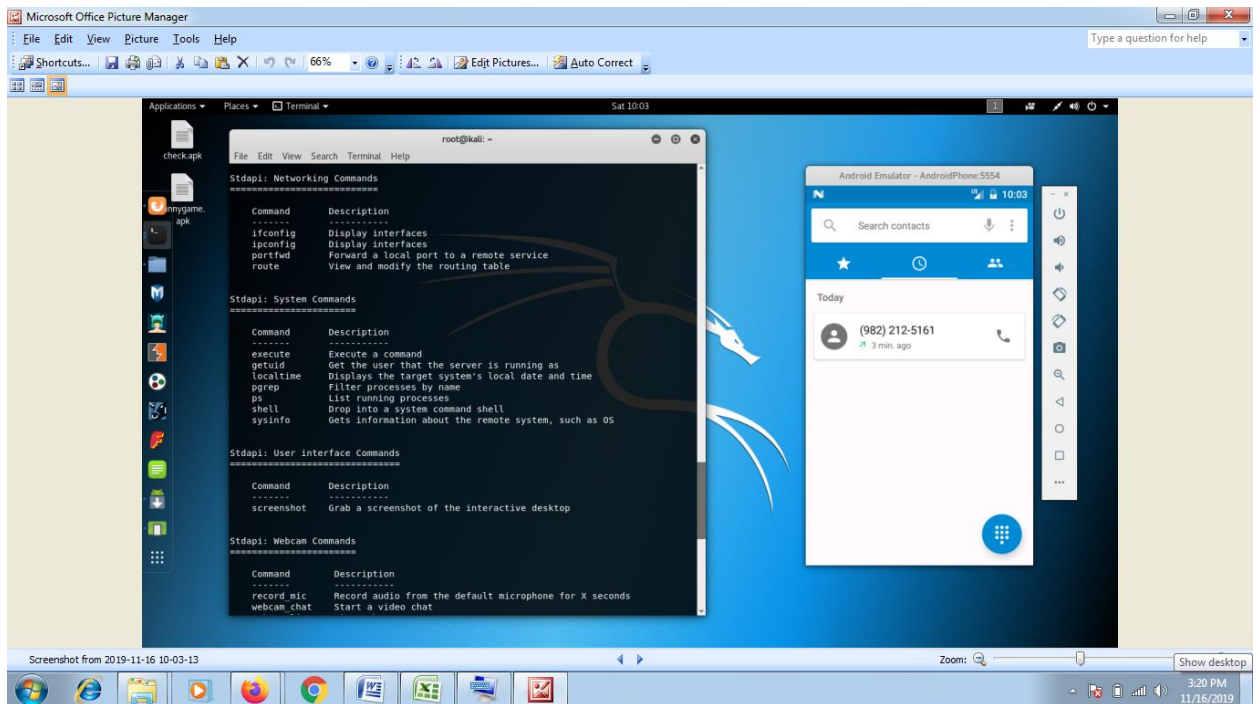 Microsoft Office Picture Manager
File Edit View Picture Tools Help
Type a question for help
Shortcuts... 66% Edit Pictures... Auto Correct
Applications Places Terminal Sat 10:03 1
check.apk
nnygame.
apk
root@kali: ~
File Edit View Search Terminal Help
Stdapi: Networking Commands
===========================
Command Description
------- -----------
ifconfig Display interfaces
ipconfig Display interfaces
portfwd Forward a local port to a remote service
route View and modify the routing table
Stdapi: System Commands
=======================
Command Description
------- -----------
execute Execute a command
getuid Get the user that the server is running as
localtime Displays the target system's local date and time
pgrep Filter processes by name
ps List running processes
shell Drop into a system command shell
sysinfo Gets information about the remote system, such as OS
Stdapi: User interface Commands
===============================
Command Description
------- -----------
screenshot Grab a screenshot of the interactive desktop
Stdapi: Webcam Commands
=======================
Command Description
------- -----------
record_mic Record audio from the default microphone for X seconds
webcam_chat Start a video chat
Android Emulator - AndroidPhone:5554
10:03
Search contacts
Today
(982) 212-5161
3 min. ago
Screenshot from 2019-11-16 10-03-13
Zoom:
Show desktop
3:20 PM
11/16/2019